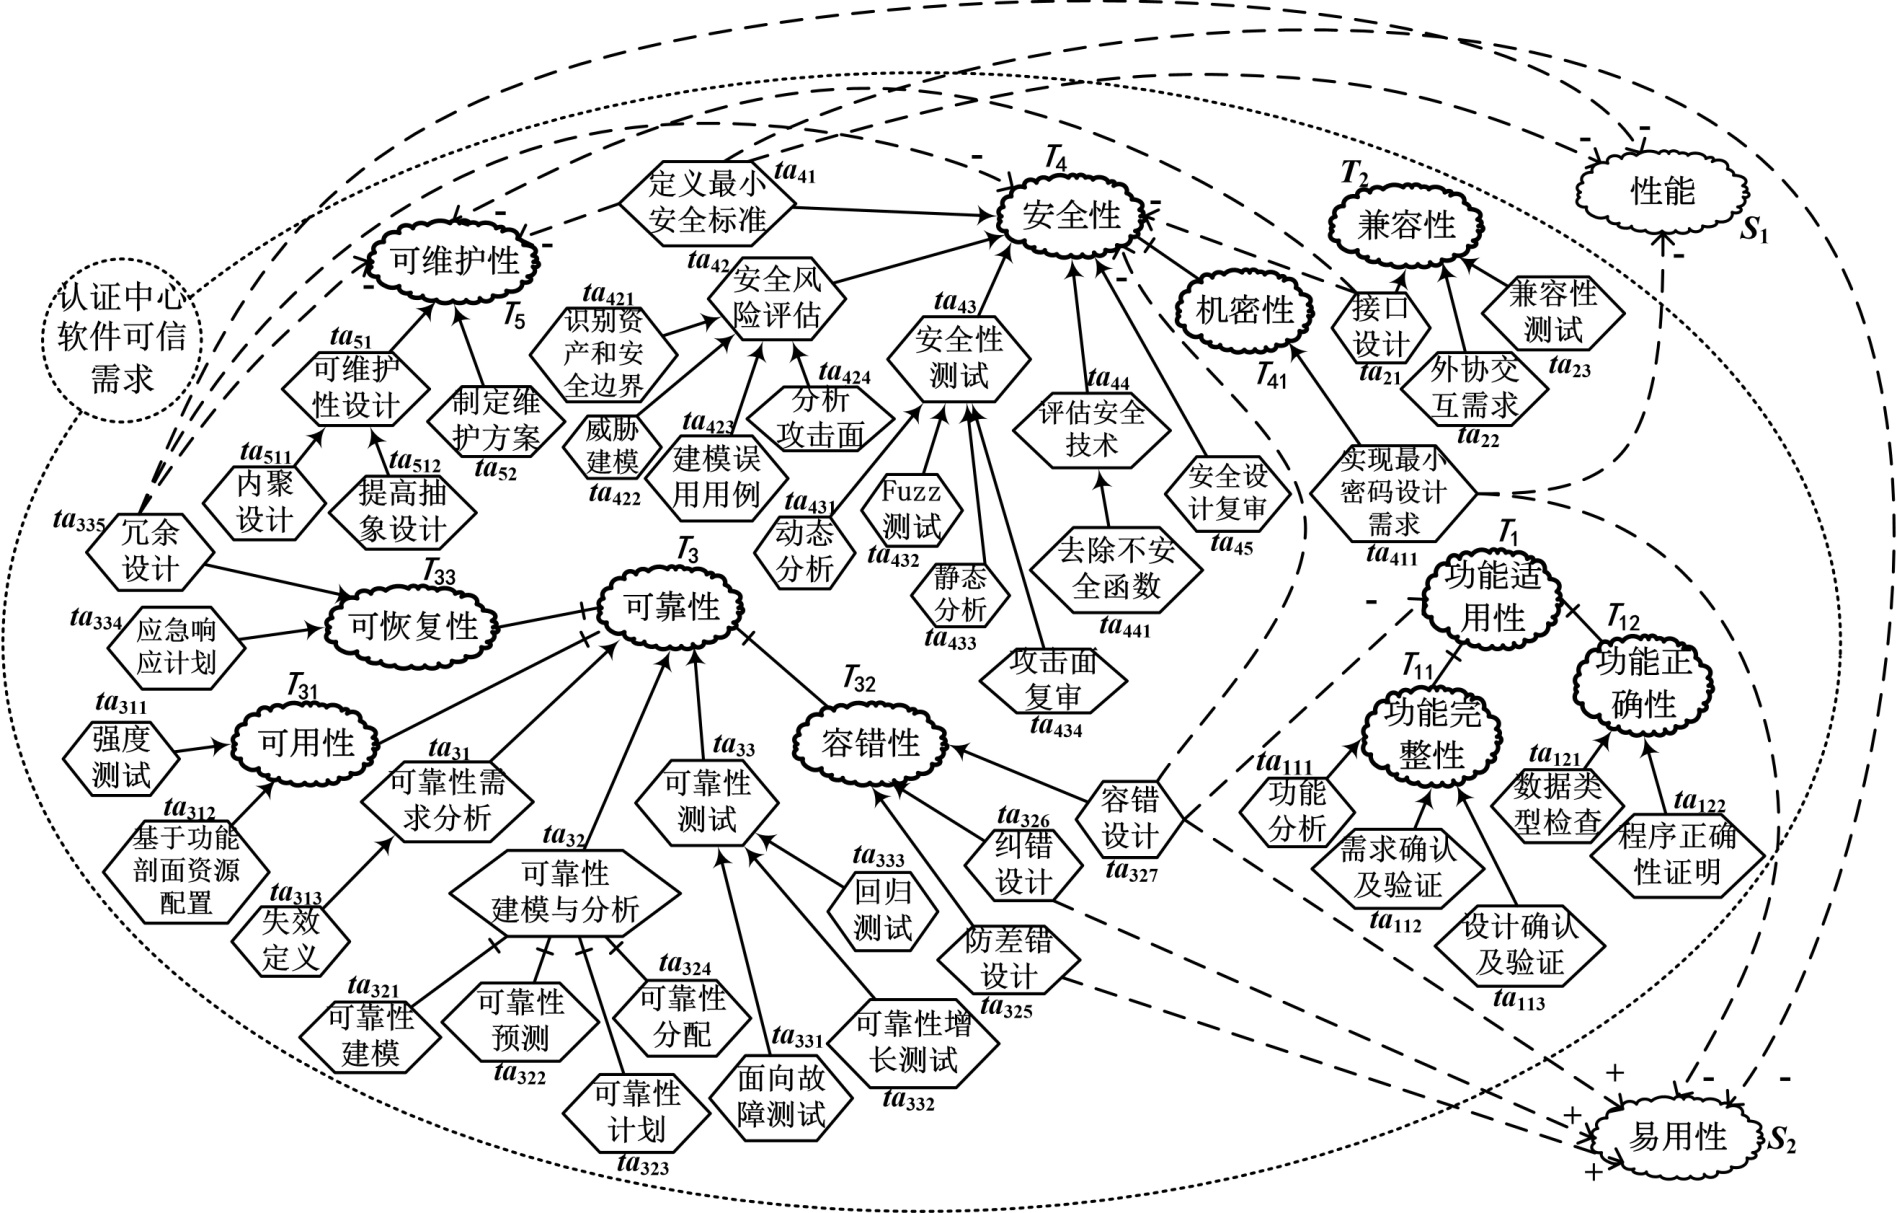 性能
S1
-
-
-
认证中心
软件可信
需求
可维护性
T5
-
-
-
定义最小
安全标准
ta41
安全性
T4
-
-
-
兼容性
T2
机密性
T41
接口
设计
ta21
外协交
互需求
ta22
兼容性
测试
ta23
安全风
险评估
ta42
识别资
产和安
全边界
ta421
威胁
建模
ta422
建模误
用用例
ta423
分析
攻击面
ta424
安全性
测试
ta43
动态
分析
ta431
Fuzz
测试
ta432
静态
分析
ta433
攻击面
复审
ta434
评估安全
技术
ta44
去除不安
全函数
ta441
安全设
计复审
ta45
实现最小
密码设计
需求
ta411
可维护
性设计
ta51
制定维
护方案
ta52
内聚
设计
ta511
提高抽
象设计
ta512
冗余
设计
ta335
应急响
应计划
ta334
可恢复性
T33
可靠性
T3
可用性
T31
强度
测试
ta311
基于功能
剖面资源
配置
ta312
失效
定义
ta313
可靠性需
求分析
ta31
可靠性
建模与分析
ta32
可靠性
建模
ta321
可靠性
预测
ta322
可靠性
计划
ta323
可靠性
分配
ta324
可靠性
测试
ta33
面向故
障测试
ta331
可靠性增
长测试
ta332
回归
测试
ta333
容错性
T32
防差错
设计
ta325
纠错
设计
ta326
容错
设计
ta327
功能适
用性
T1
-
功能完
整性
T11
功能正
确性
T12
功能
分析
ta111
需求确认
及验证
ta112
设计确认
及验证
ta113
数据类
型检查
ta121
程序正确
性证明
ta122
易用性
S2
+
+
+
-
-